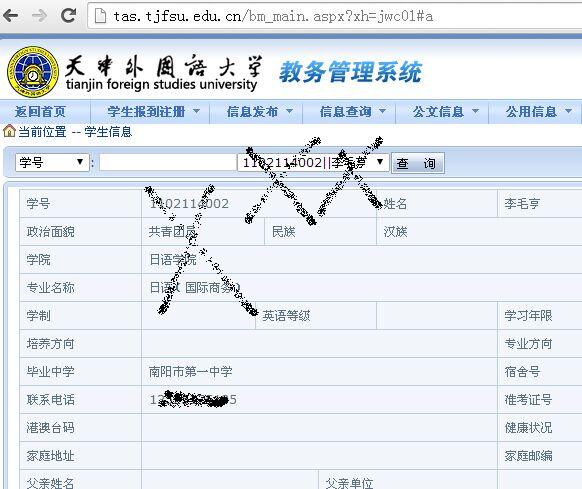 tas.tjfsu.edu.cn/bm_main.aspx?xh=jwc01#a
天津外国语大学 教务管理系统
tianjin foreign studies university
返回首页 学生报到注册 信息发布 信息查询 公文信息 公用信息
当前位置 -- 学生信息
学号 : 1102114002||李毛亨 查 询
学号 1102114002 姓名 李毛亨
政治面貌 共青团员 民族 汉族
学院 日语学院
专业名称 日语(国际商务)
学制 英语等级 学习年限
培养方向 专业方向
毕业中学 南阳市第一中学 宿舍号
联系电话 准考证号
港澳台码 健康状况
家庭地址 家庭邮编
父亲姓名 父亲单位